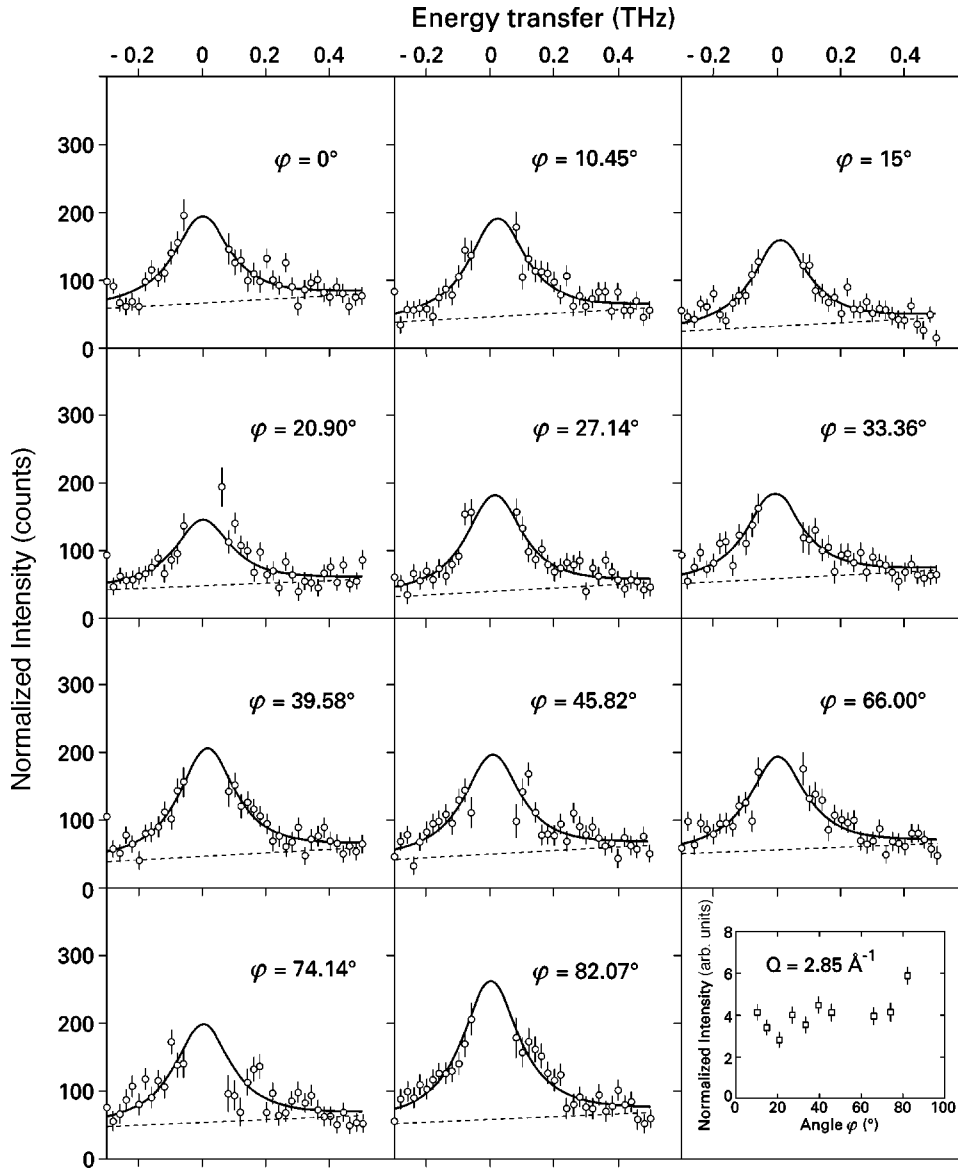 Energy transfer (THz)
- 0.2 0 0.2 0.4 - 0.2 0 0.2 0.4 - 0.2 0 0.2 0.4
Normalized Intensity (counts)
300
200
100
0
φ = 0°
φ = 10.45°
φ = 15°
300
200
100
0
φ = 20.90°
φ = 27.14°
φ = 33.36°
300
200
100
0
φ = 39.58°
φ = 45.82°
φ = 66.00°
300
200
100
0
φ = 74.14°
φ = 82.07°
Normalized Intensity (arb. units)
8
6
4
2
0
Q = 2.85 Å⁻¹
0 20 40 60 80 100
Angle φ (°)